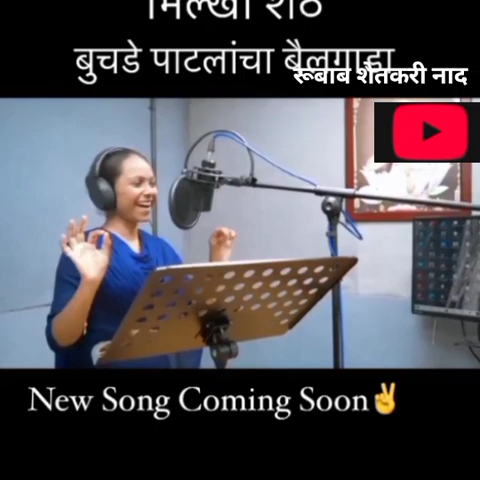 मिल्खा शेठ
बुचडे पाटलांचा बैलगाडा
रूबाब शेतकरी नाद
New Song Coming Soon✌️